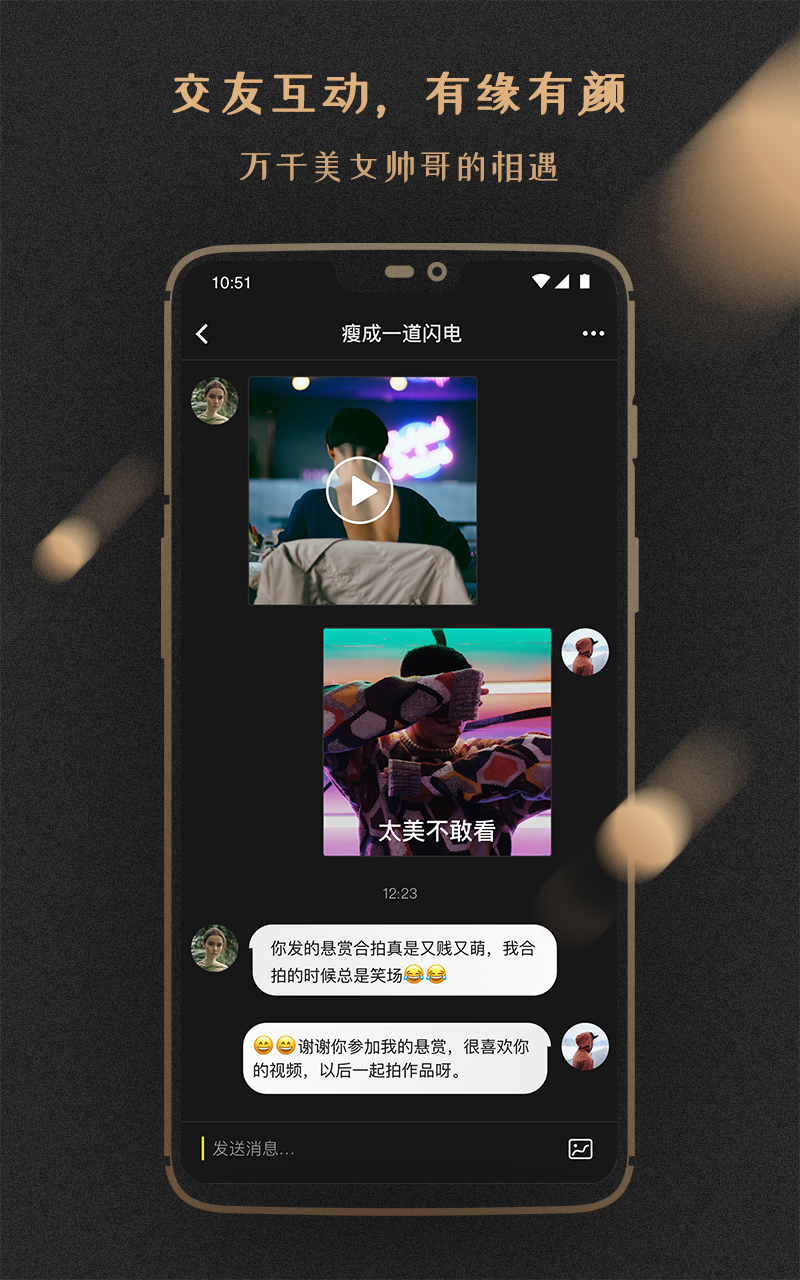 交友互动，有缘有颜
万千美女帅哥的相遇
10:51
瘦成一道闪电
太美不敢看
12:23
你发的悬赏合拍真是又贱又萌，我合
拍的时候总是笑场😂😂
😄😄谢谢你参加我的悬赏，很喜欢你
的视频，以后一起拍作品呀。
发送消息...